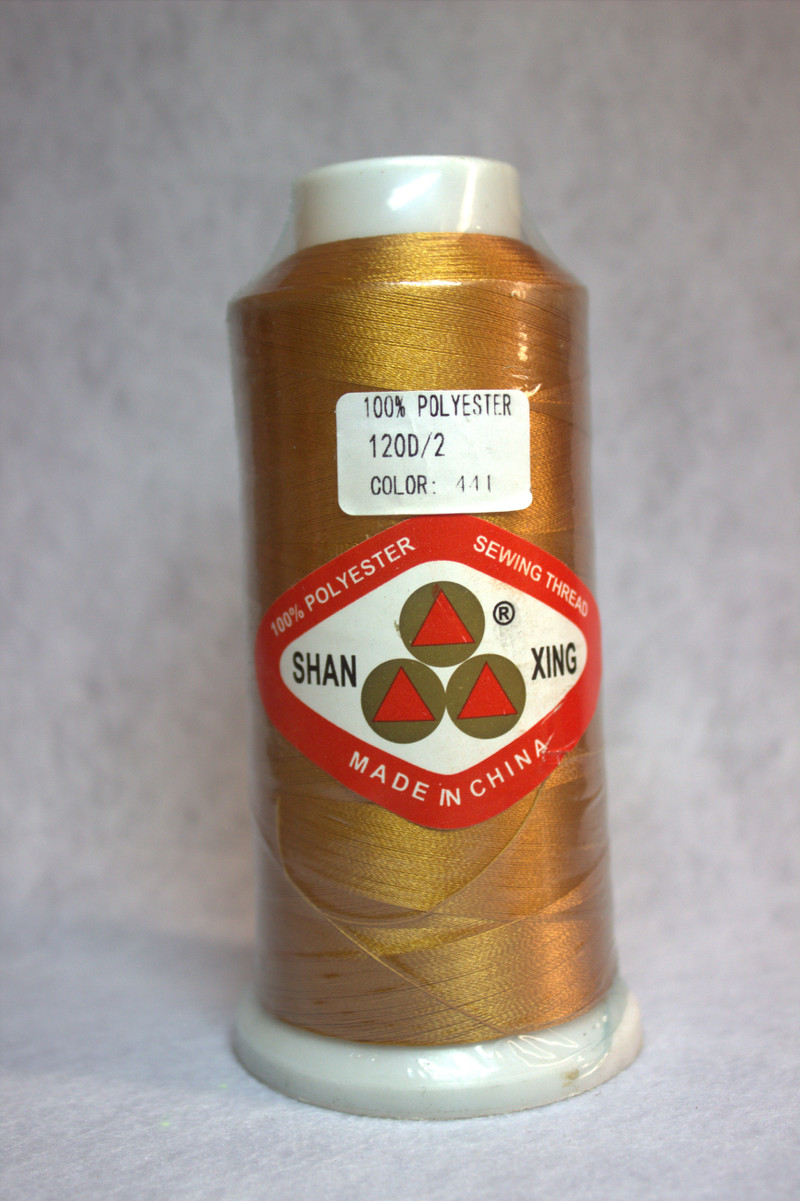 100% POLYESTER
120D/2
COLOR: 441
100% POLYESTER
SEWING THREAD
SHAN XING
®
MADE IN CHINA